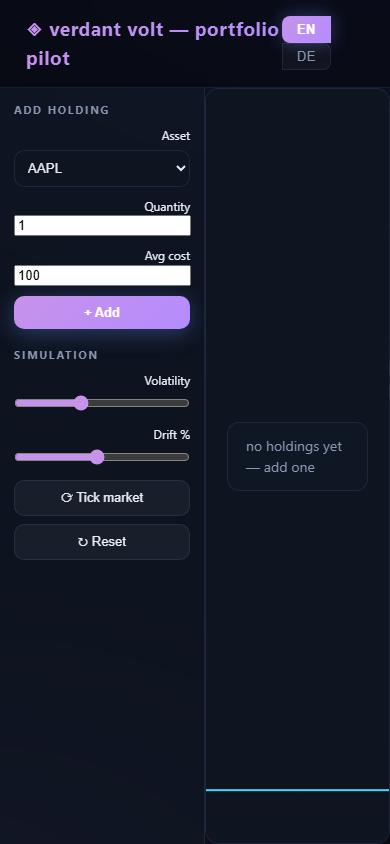 ◈ verdant volt — portfolio
pilot
EN
DE
ADD HOLDING
Asset
AAPL
Quantity
1
Avg cost
100
+ Add
SIMULATION
Volatility
Drift %
⟳ Tick market
↻ Reset
no holdings yet
— add one